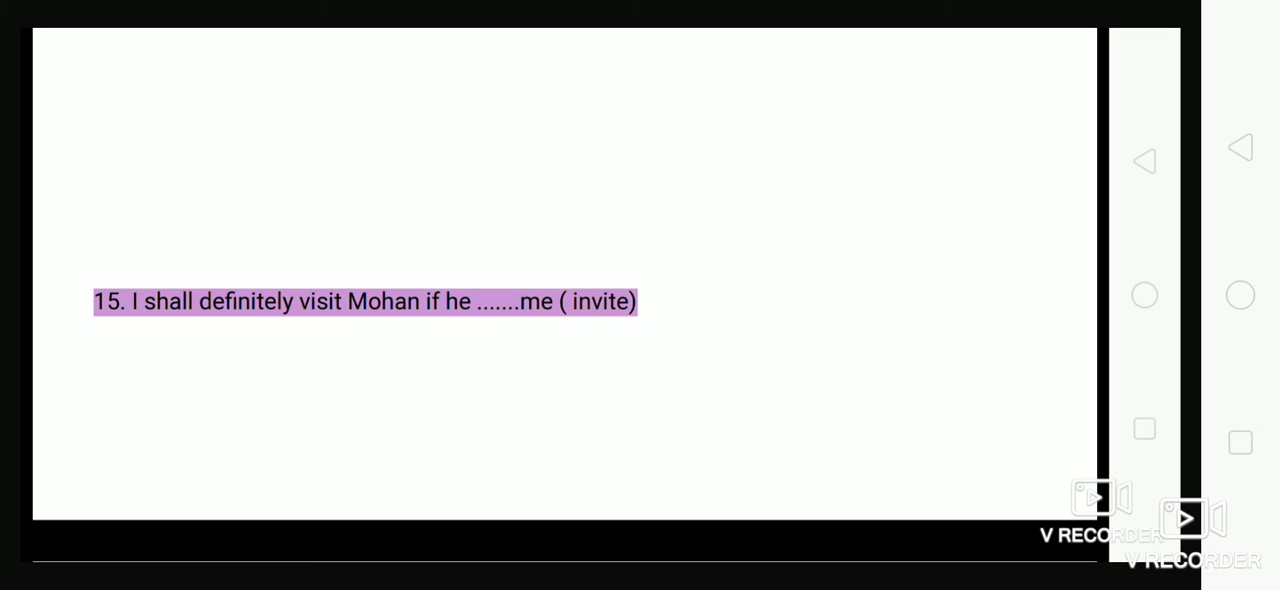 15. I shall definitely visit Mohan if he .......me ( invite)
V RECORDER
V RECORDER